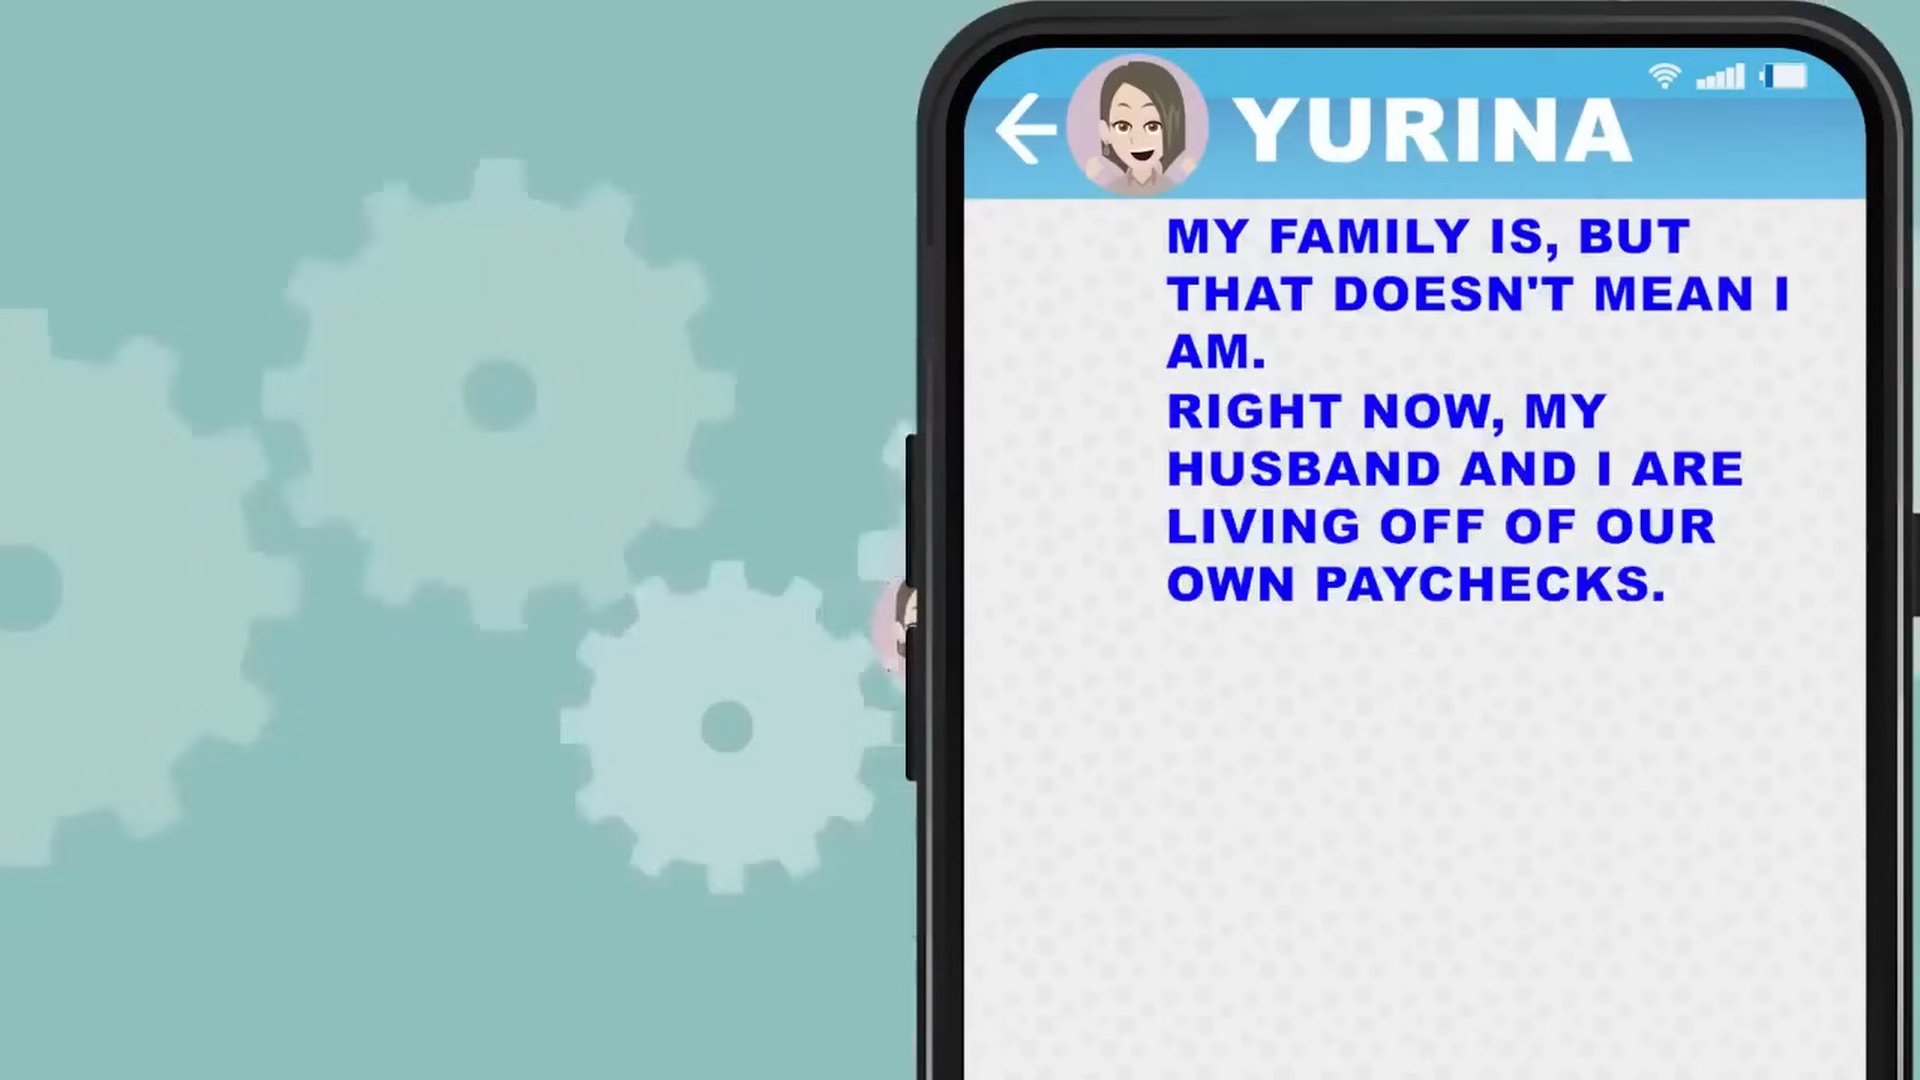 YURINA
MY FAMILY IS, BUT
THAT DOESN'T MEAN I
AM.
RIGHT NOW, MY
HUSBAND AND I ARE
LIVING OFF OF OUR
OWN PAYCHECKS.